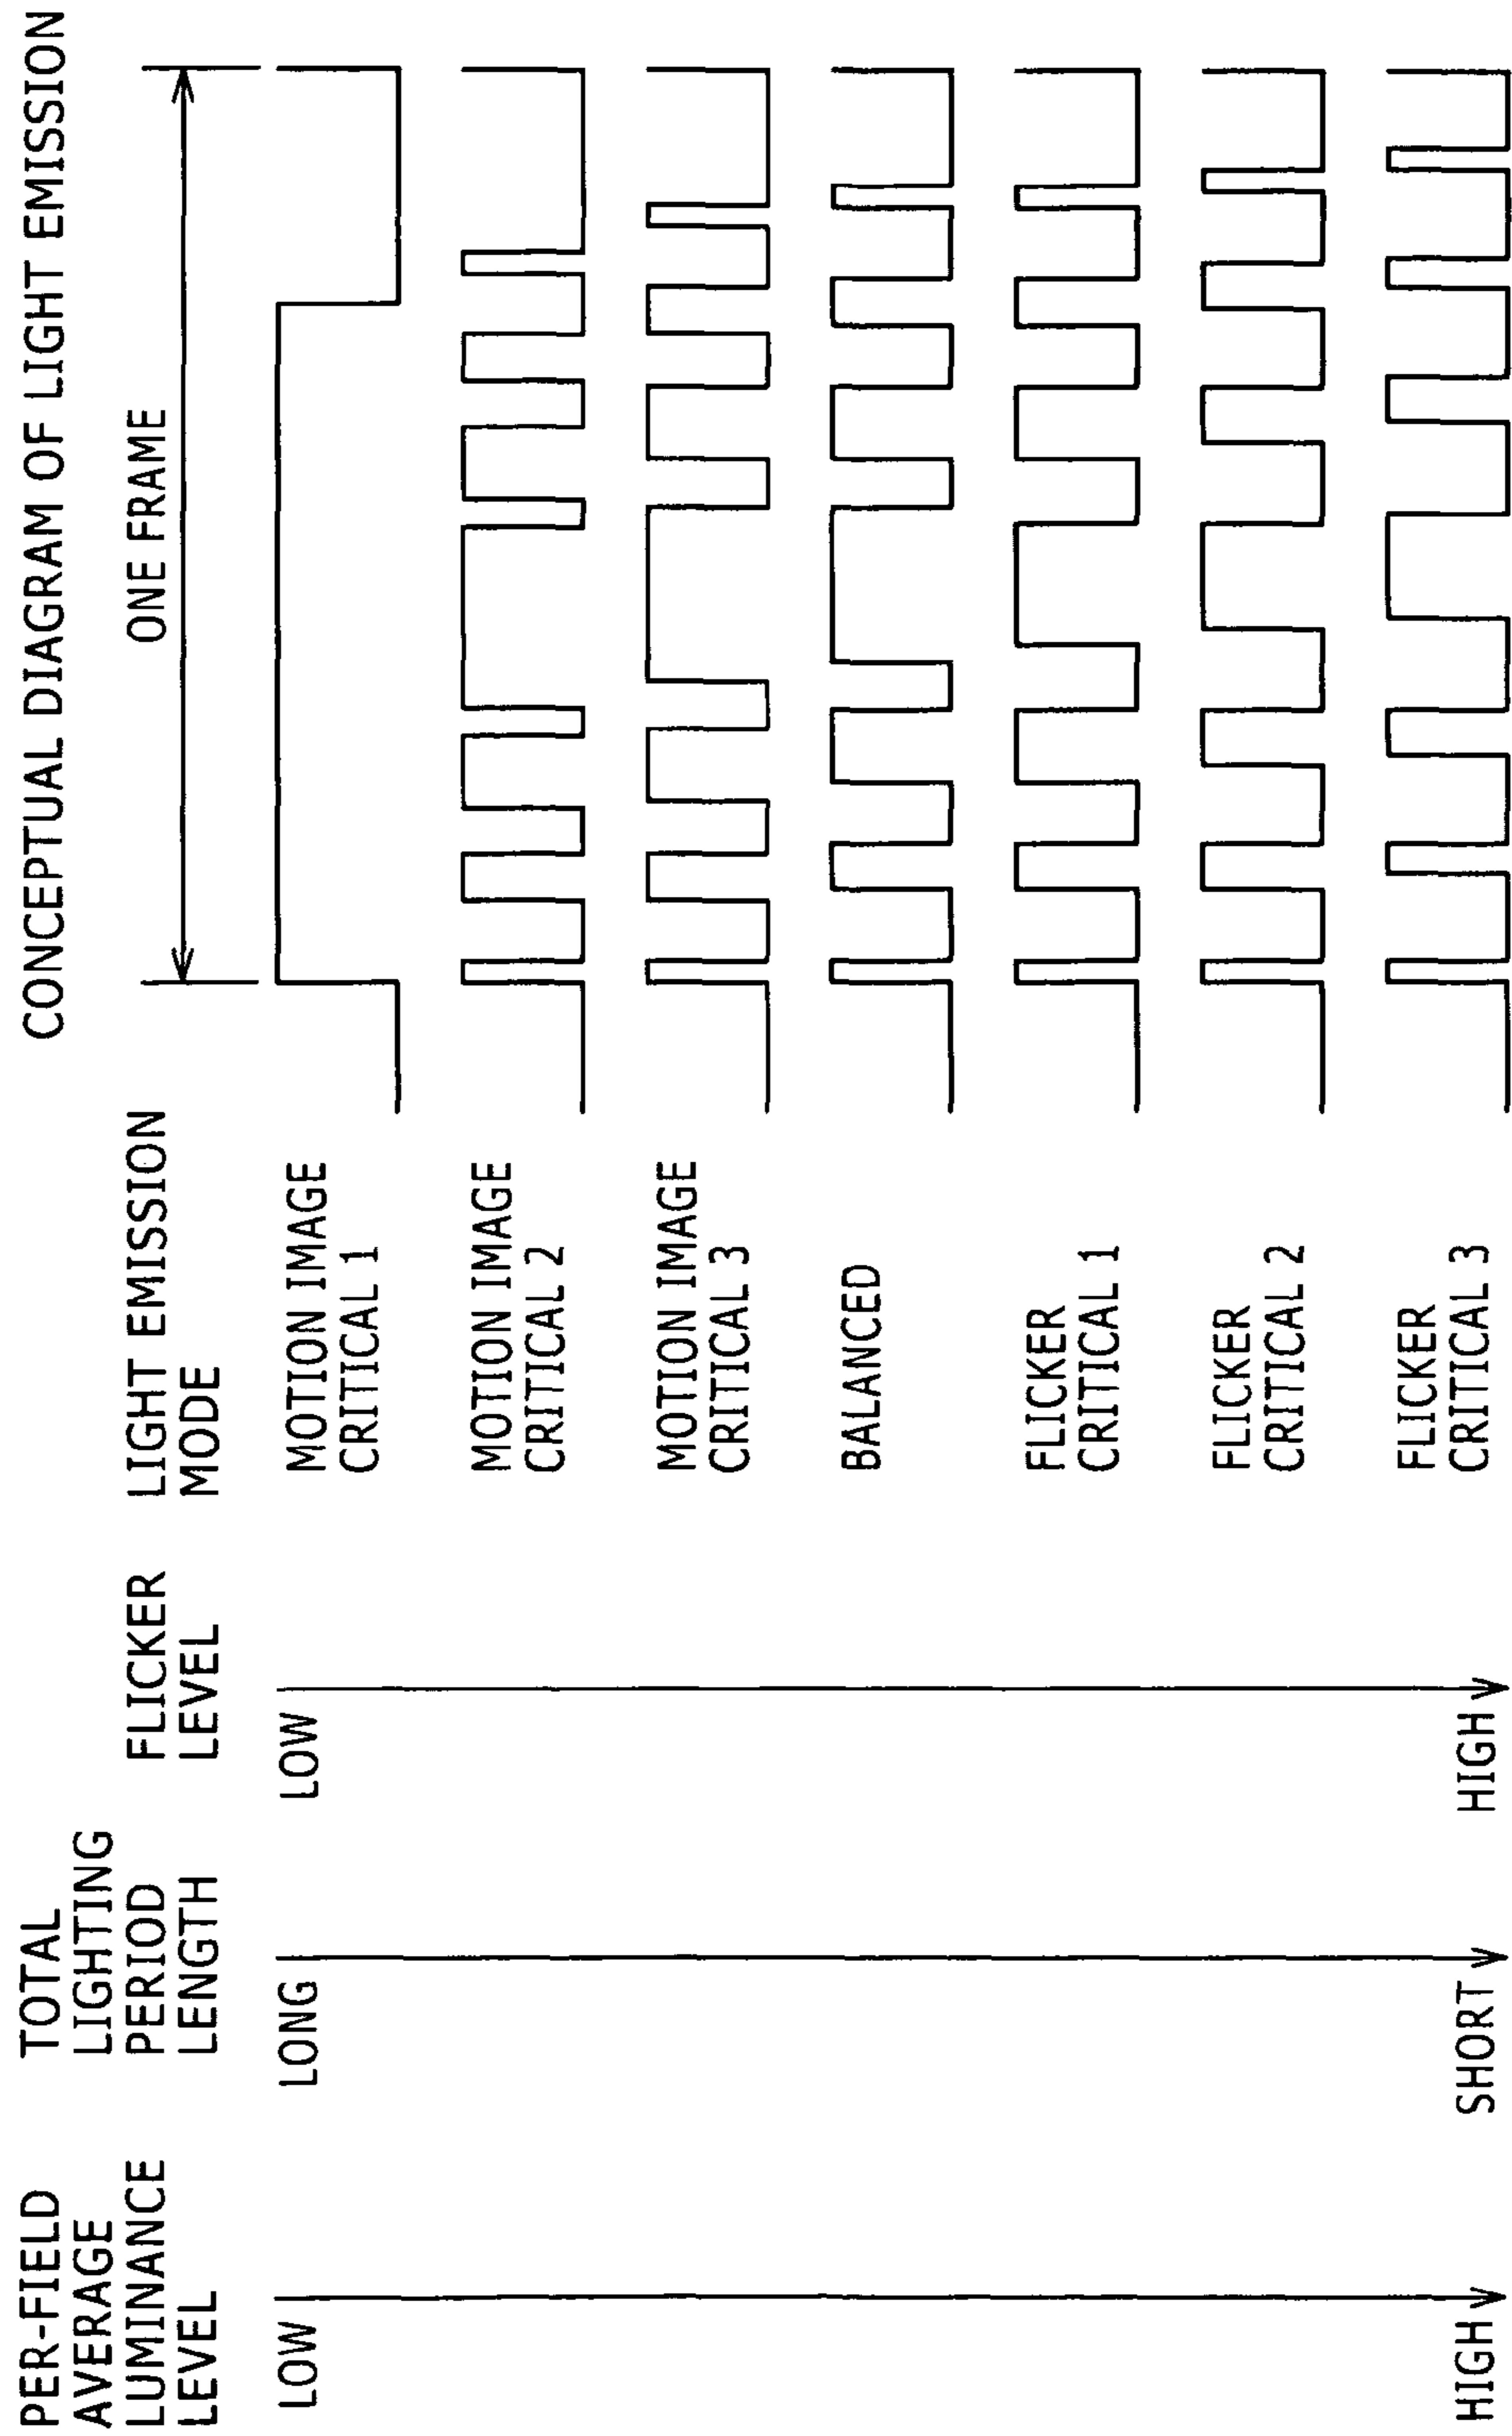 PER-FIELD
AVERAGE
LUMINANCE
LEVEL
TOTAL
LIGHTING
PERIOD
LENGTH
FLICKER
LEVEL
LIGHT EMISSION
MODE
CONCEPTUAL DIAGRAM OF LIGHT EMISSION
ONE FRAME
LOW
LONG
LOW
MOTION IMAGE
CRITICAL 1
MOTION IMAGE
CRITICAL 2
MOTION IMAGE
CRITICAL 3
BALANCED
FLICKER
CRITICAL 1
FLICKER
CRITICAL 2
FLICKER
CRITICAL 3
HIGH
SHORT
HIGH